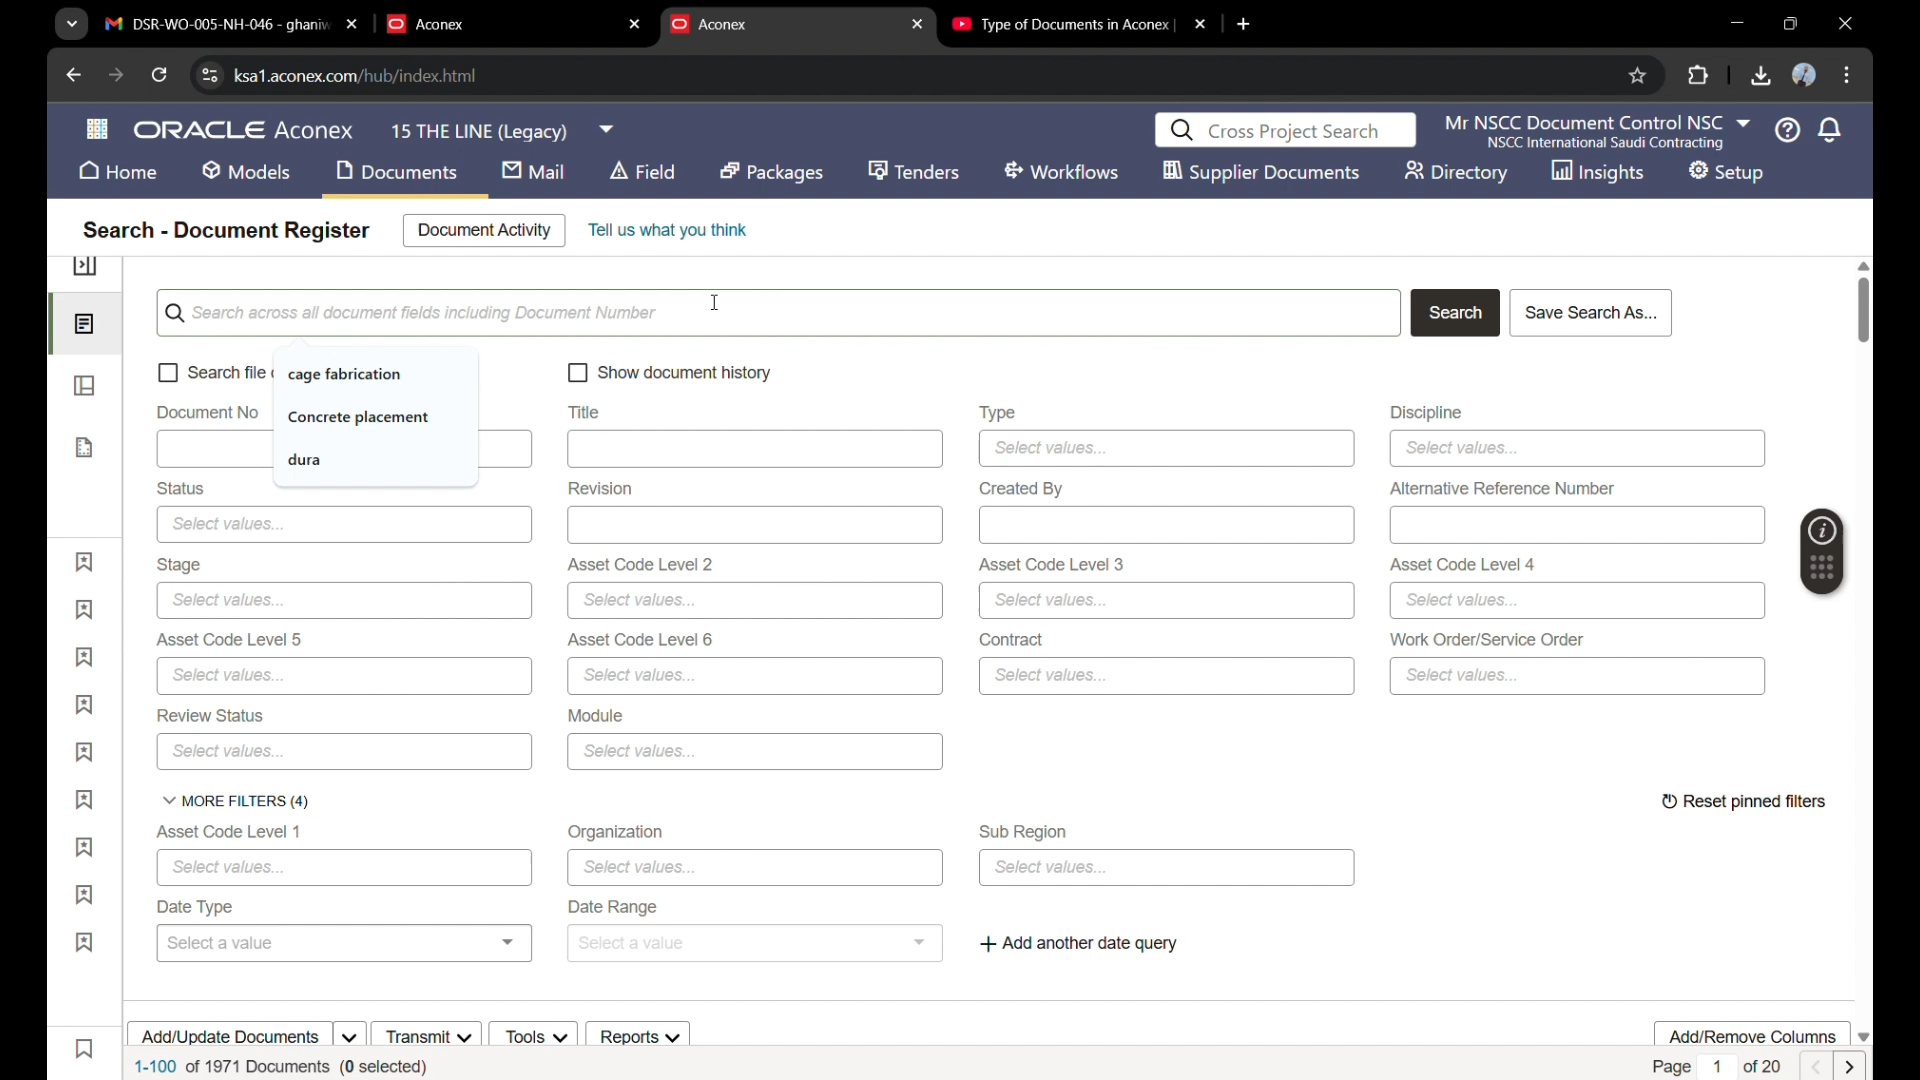 DSR-WO-005-NH-046 - ghaniw
Aconex
Aconex
Type of Documents in Aconex |
ksa1.aconex.com/hub/index.html
ORACLE Aconex
15 THE LINE (Legacy)
Cross Project Search
Mr NSCC Document Control NSC
NSCC International Saudi Contracting
Home Models Documents Mail Field Packages Tenders Workflows Supplier Documents Directory Insights Setup
Search - Document Register
Document Activity
Tell us what you think
Search across all document fields including Document Number
Search
Save Search As...
Search file
Show document history
cage fabrication
Concrete placement
dura
Document No Title Type Discipline
Select values... Select values...
Status Revision Created By Alternative Reference Number
Select values...
Stage Asset Code Level 2 Asset Code Level 3 Asset Code Level 4
Select values... Select values... Select values... Select values...
Asset Code Level 5 Asset Code Level 6 Contract Work Order/Service Order
Select values... Select values... Select values... Select values...
Review Status Module
Select values... Select values...
MORE FILTERS (4) Reset pinned filters
Asset Code Level 1 Organization Sub Region
Select values... Select values... Select values...
Date Type Date Range
Select a value Select a value + Add another date query
Add/Update Documents Transmit Tools Reports Add/Remove Columns
1-100 of 1971 Documents (0 selected) Page 1 of 20